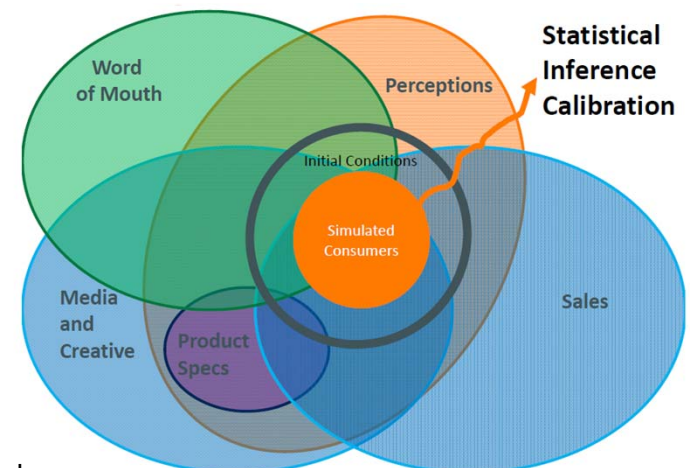 Statistical
Inference
Calibration
Word
of Mouth
Perceptions
Initial Conditions
Simulated
Consumers
Media
and
Creative
Product
Specs
Sales